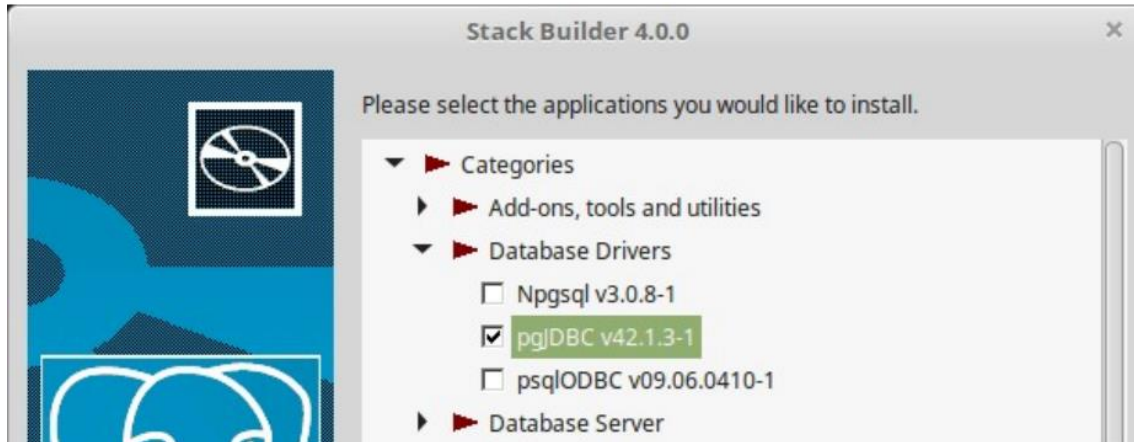 Stack Builder 4.0.0
Please select the applications you would like to install.
Categories
Add-ons, tools and utilities
Database Drivers
Npgsql v3.0.8-1
pgJDBC v42.1.3-1
psqlODBC v09.06.0410-1
Database Server